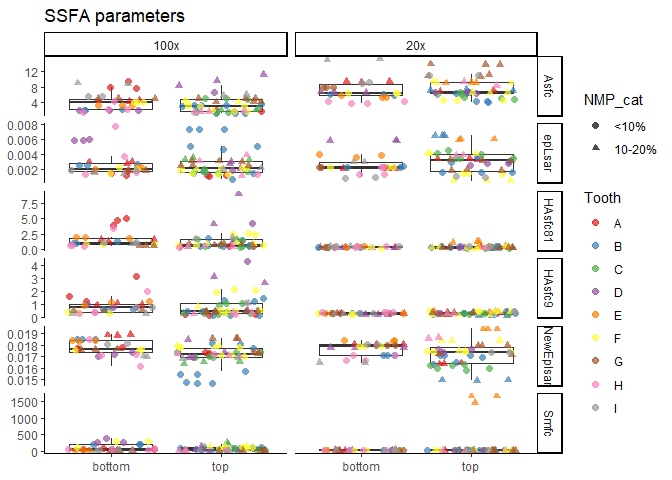 SSFA parameters
100x
20x
12
8
4
Asfc
0.008
0.006
0.004
0.002
epLsar
7.5
5.0
2.5
0.0
HAsfc81
4
3
2
1
0
HAsfc9
0.019
0.018
0.017
0.016
0.015
NewEplsar
1500
1000
500
0
Smfc
bottom
top
bottom
top
NMP_cat
<10%
10-20%
Tooth
A
B
C
D
E
F
G
H
I